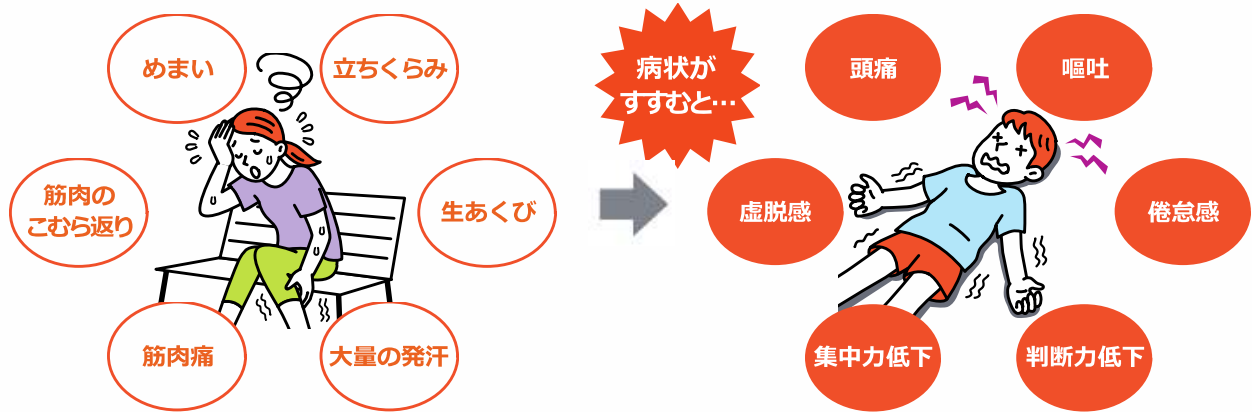 めまい
立ちくらみ
筋肉の
こむら返り
生あくび
筋肉痛
大量の発汗
病状が
すすむと…
頭痛
嘔吐
虚脱感
倦怠感
集中力低下
判断力低下